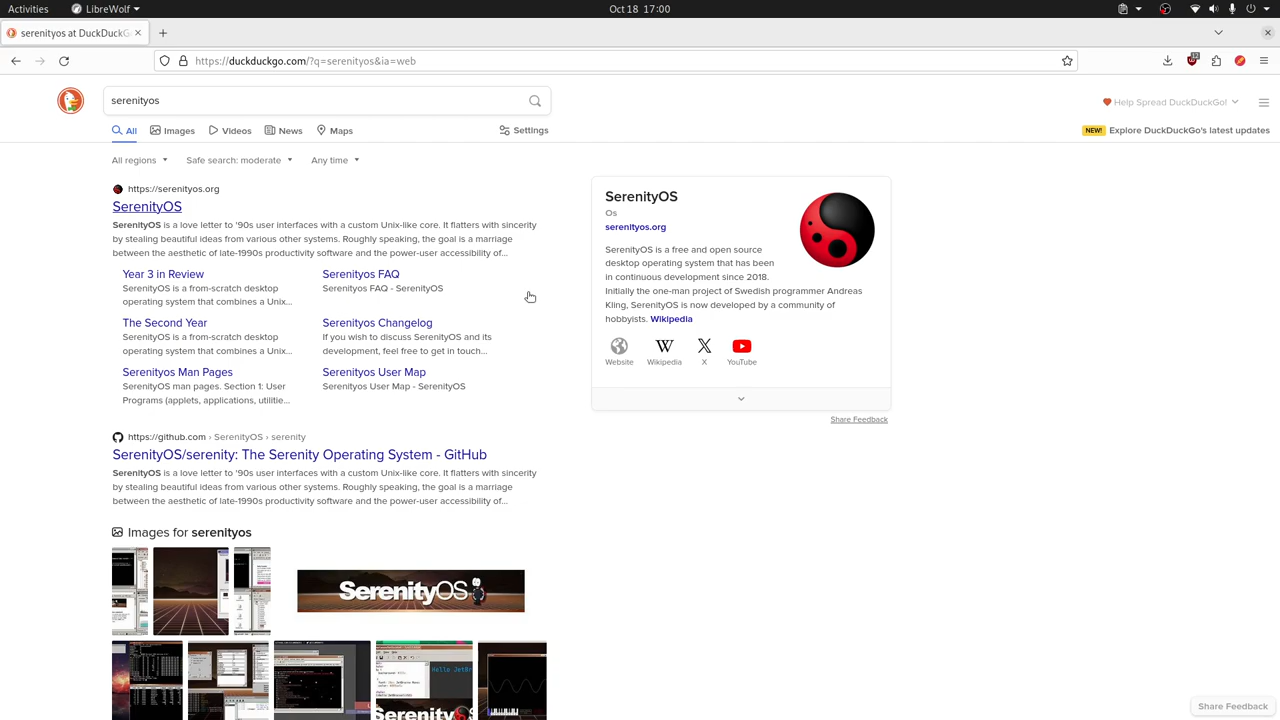 Activities
LibreWolf
Oct 18 17:00
serenityos at DuckDuckG
https://duckduckgo.com/?q=serenityos&ia=web
serenityos
Help Spread DuckDuckGo!
All
Images
Videos
News
Maps
Settings
NEW! Explore DuckDuckGo's latest updates
All regions
Safe search: moderate
Any time
https://serenityos.org
SerenityOS
SerenityOS is a love letter to '90s user interfaces with a custom Unix-like core. It flatters with sincerity
by stealing beautiful ideas from various other systems. Roughly speaking, the goal is a marriage
between the aesthetic of late-1990s productivity software and the power-user accessibility of...
Year 3 in Review
SerenityOS is a from-scratch desktop
operating system that combines a Unix...
Serenityos FAQ
Serenityos FAQ - SerenityOS
The Second Year
SerenityOS is a from-scratch desktop
operating system that combines a Unix...
Serenityos Changelog
If you wish to discuss SerenityOS and its
development, feel free to get in touch...
Serenityos Man Pages
SerenityOS man pages. Section 1: User
Programs (applets, applications, utilitie...
Serenityos User Map
Serenityos User Map - SerenityOS
https://github.com › SerenityOS › serenity
SerenityOS/serenity: The Serenity Operating System - GitHub
SerenityOS is a love letter to '90s user interfaces with a custom Unix-like core. It flatters with sincerity
by stealing beautiful ideas from various other systems. Roughly speaking, the goal is a marriage
between the aesthetic of late-1990s productivity software and the power-user accessibility of...
Images for serenityos
SerenityOS
SerenityOS
SerenityOS
Os
serenityos.org
SerenityOS is a free and open source
desktop operating system that has been
in continuous development since 2018.
Initially the one-man project of Swedish programmer Andreas
Kling, SerenityOS is now developed by a community of
hobbyists. Wikipedia
Website
Wikipedia
X
YouTube
Share Feedback
Share Feedback